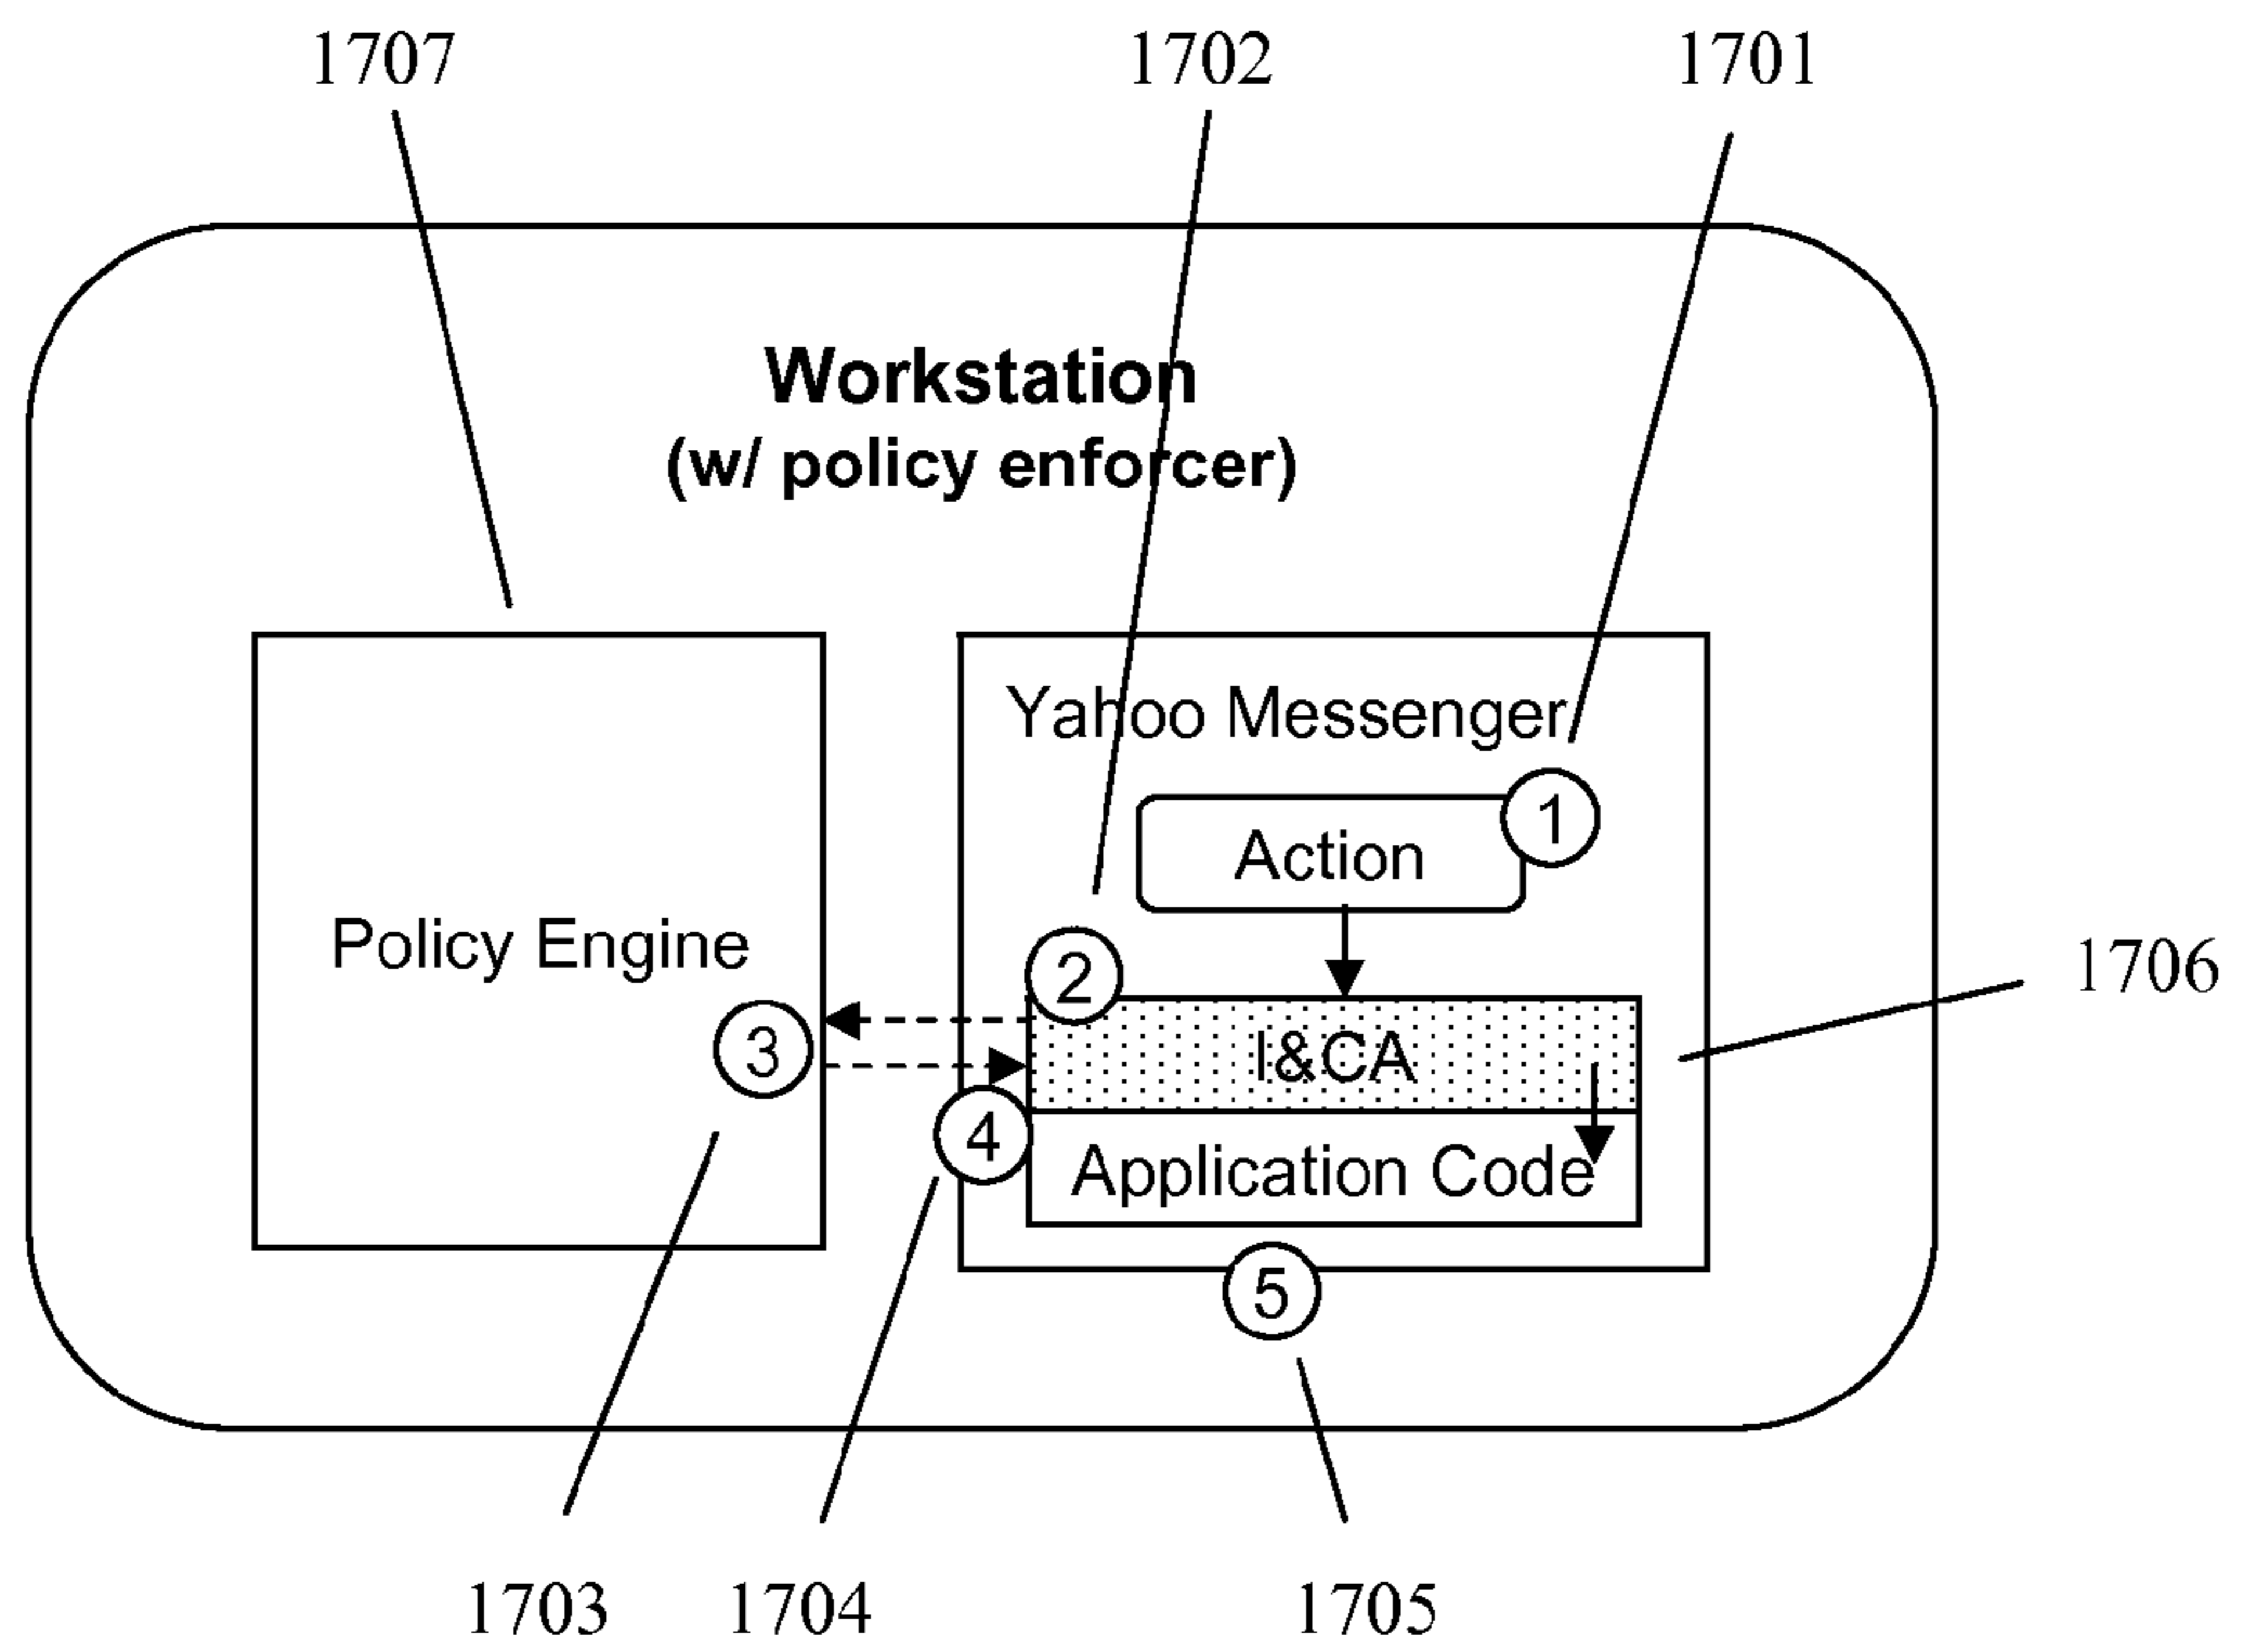 1707 1702 1701
Workstation
(w/ policy enforcer)
Yahoo Messenger
1
Action
Policy Engine
2
1706
3
I&CA
4
Application Code
5
1703 1704 1705